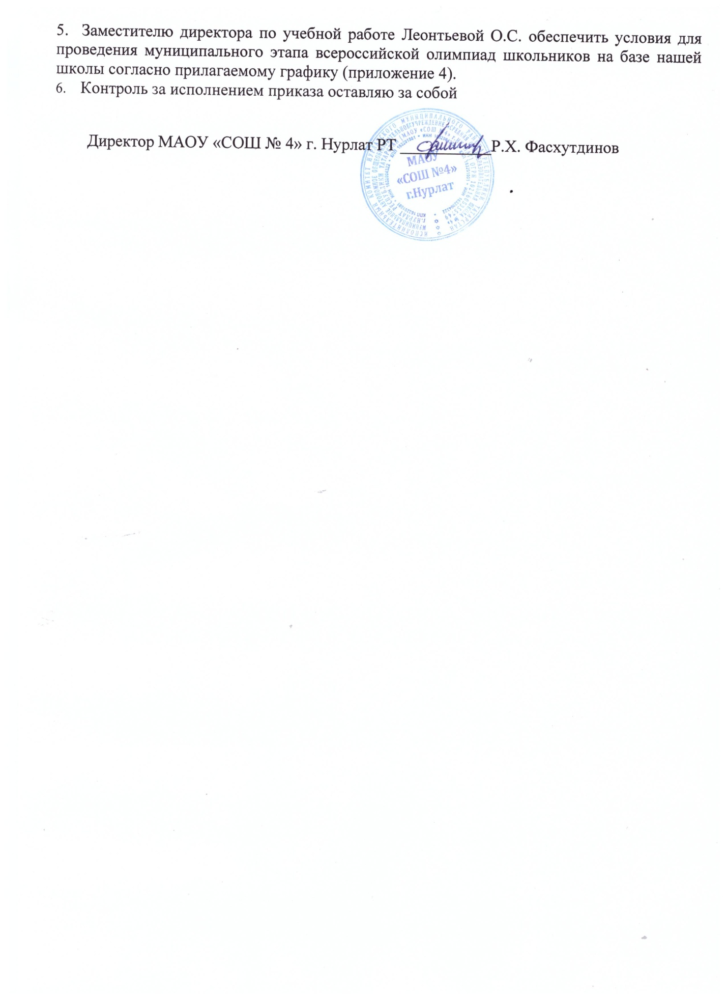 5. Заместителю директора по учебной работе Леонтьевой О.С. обеспечить условия для
проведения муниципального этапа всероссийской олимпиад школьников на базе нашей
школы согласно прилагаемому графику (приложение 4).
6. Контроль за исполнением приказа оставляю за собой
Директор МАОУ «СОШ № 4» г. Нурлат РТ ____________Р.Х. Фасхутдинов
МАОУ
«СОШ №4»
г.Нурлат